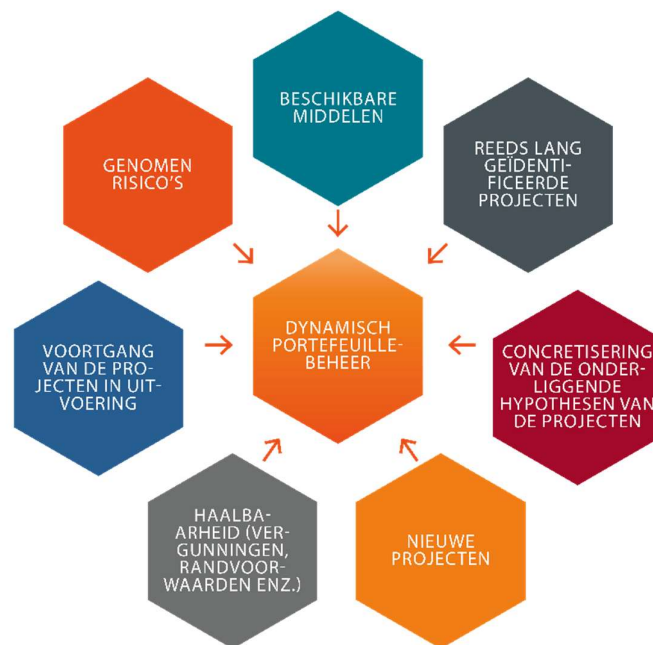 BESCHIKBARE
MIDDELEN
GENOMEN
RISICO'S
REEDS LANG
GEÏDENTI-
FICEERDE
PROJECTEN
VOORTGANG
VAN DE PRO-
JECTEN IN UIT-
VOERING
DYNAMISCH
PORTEFEUILLE-
BEHEER
CONCRETISERING
VAN DE ONDER-
LIGGENDE
HYPOTHESEN VAN
DE PROJECTEN
HAALBA-
ARHEID (VER-
GUNNINGEN,
RANDVOOR-
WAARDEN ENZ.)
NIEUWE
PROJECTEN